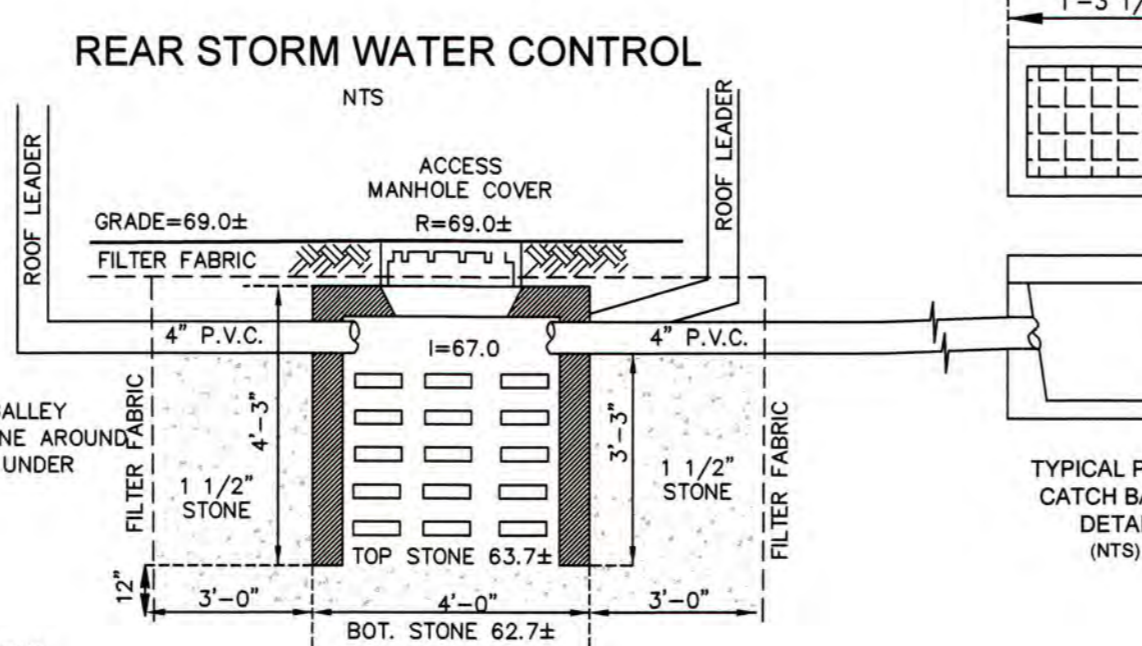 REAR STORM WATER CONTROL
NTS
ROOF LEADER
ROOF LEADER
ACCESS
MANHOLE COVER
GRADE=69.0±
R=69.0±
FILTER FABRIC
4" P.V.C.
I=67.0
4" P.V.C.
NE AROUND
UNDER
FILTER FABRIC
4'-3"
3'-3"
1 1/2"
STONE
1 1/2"
STONE
FILTER FABRIC
TOP STONE 63.7±
12"
3'-0"
4'-0"
3'-0"
BOT. STONE 62.7±
TYPICAL
CATCH
(NTS)